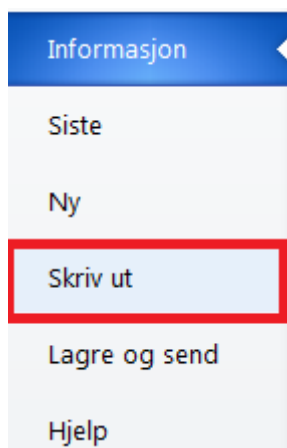 Informasjon
Siste
Ny
Skriv ut
Lagre og send
Hjelp